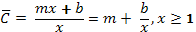 C̅ = (mx + b)/x = m + b/x, x ≥ 1